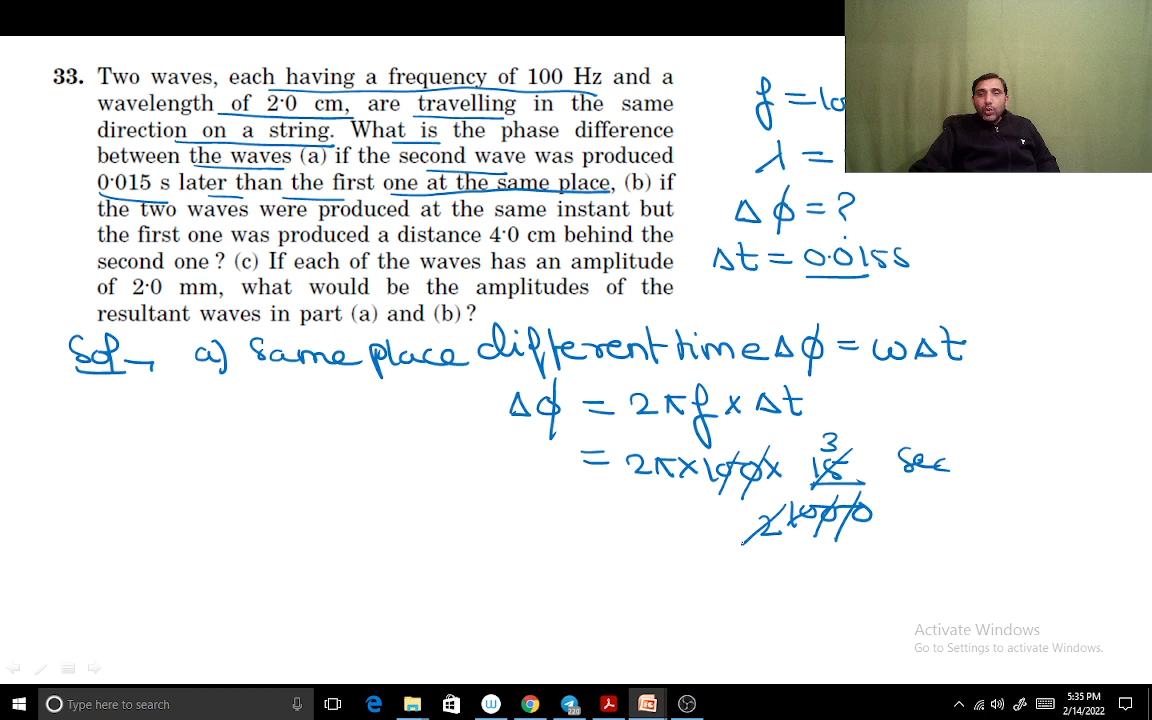 33. Two waves, each having a frequency of 100 Hz and a
wavelength of 2·0 cm, are travelling in the same
direction on a string. What is the phase difference
between the waves (a) if the second wave was produced
0·015 s later than the first one at the same place, (b) if
the two waves were produced at the same instant but
the first one was produced a distance 4·0 cm behind the
second one ? (c) If each of the waves has an amplitude
of 2·0 mm, what would be the amplitudes of the
resultant waves in part (a) and (b) ?
f = 10
λ =
Δφ = ?
Δt = 0.015s
Sol- a) Same place different time Δφ = ωΔt
Δφ = 2πf × Δt
= 2π × 100 × 15 3 sec
2 1000
Activate Windows
Go to Settings to activate Windows.
Type here to search
220
5:35 PM
2/14/2022